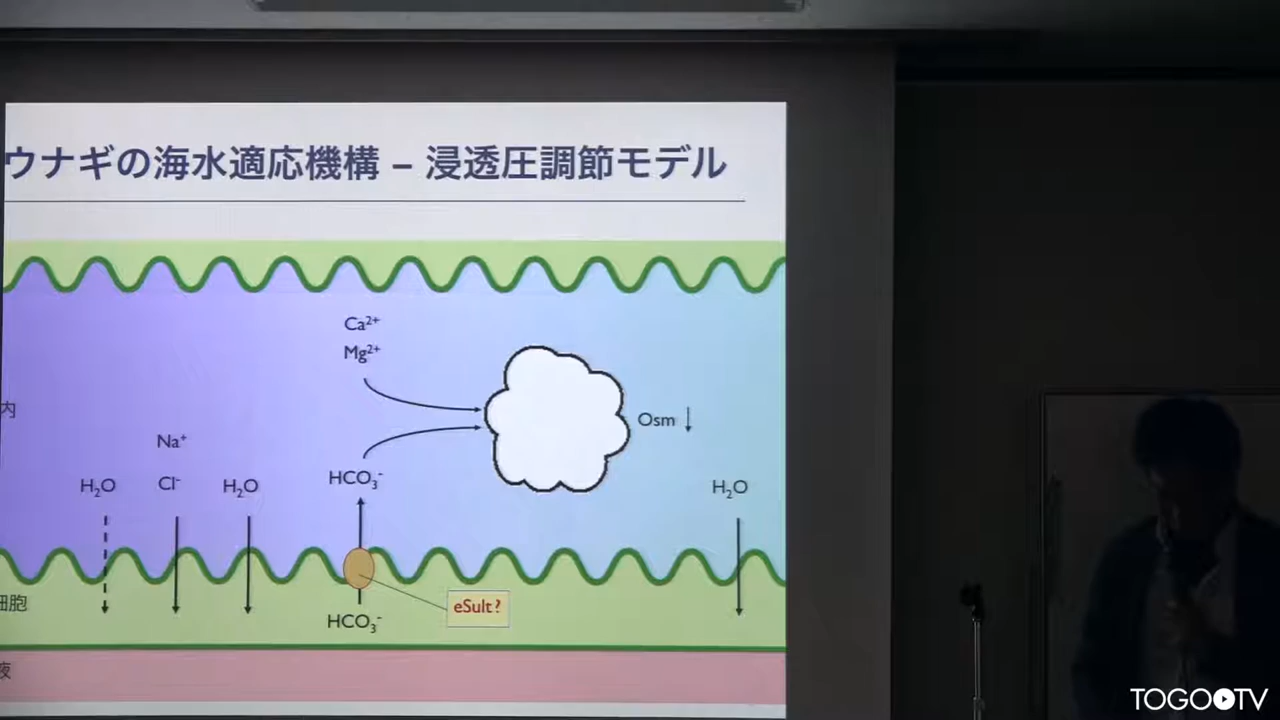 ウナギの海水適応機構 – 浸透圧調節モデル
Ca²⁺
Mg²⁺
内
Osm ↓
Na⁺
H₂O
Cl⁻
H₂O
HCO₃⁻
H₂O
細胞
eSult?
HCO₃⁻
液
TOGOTV